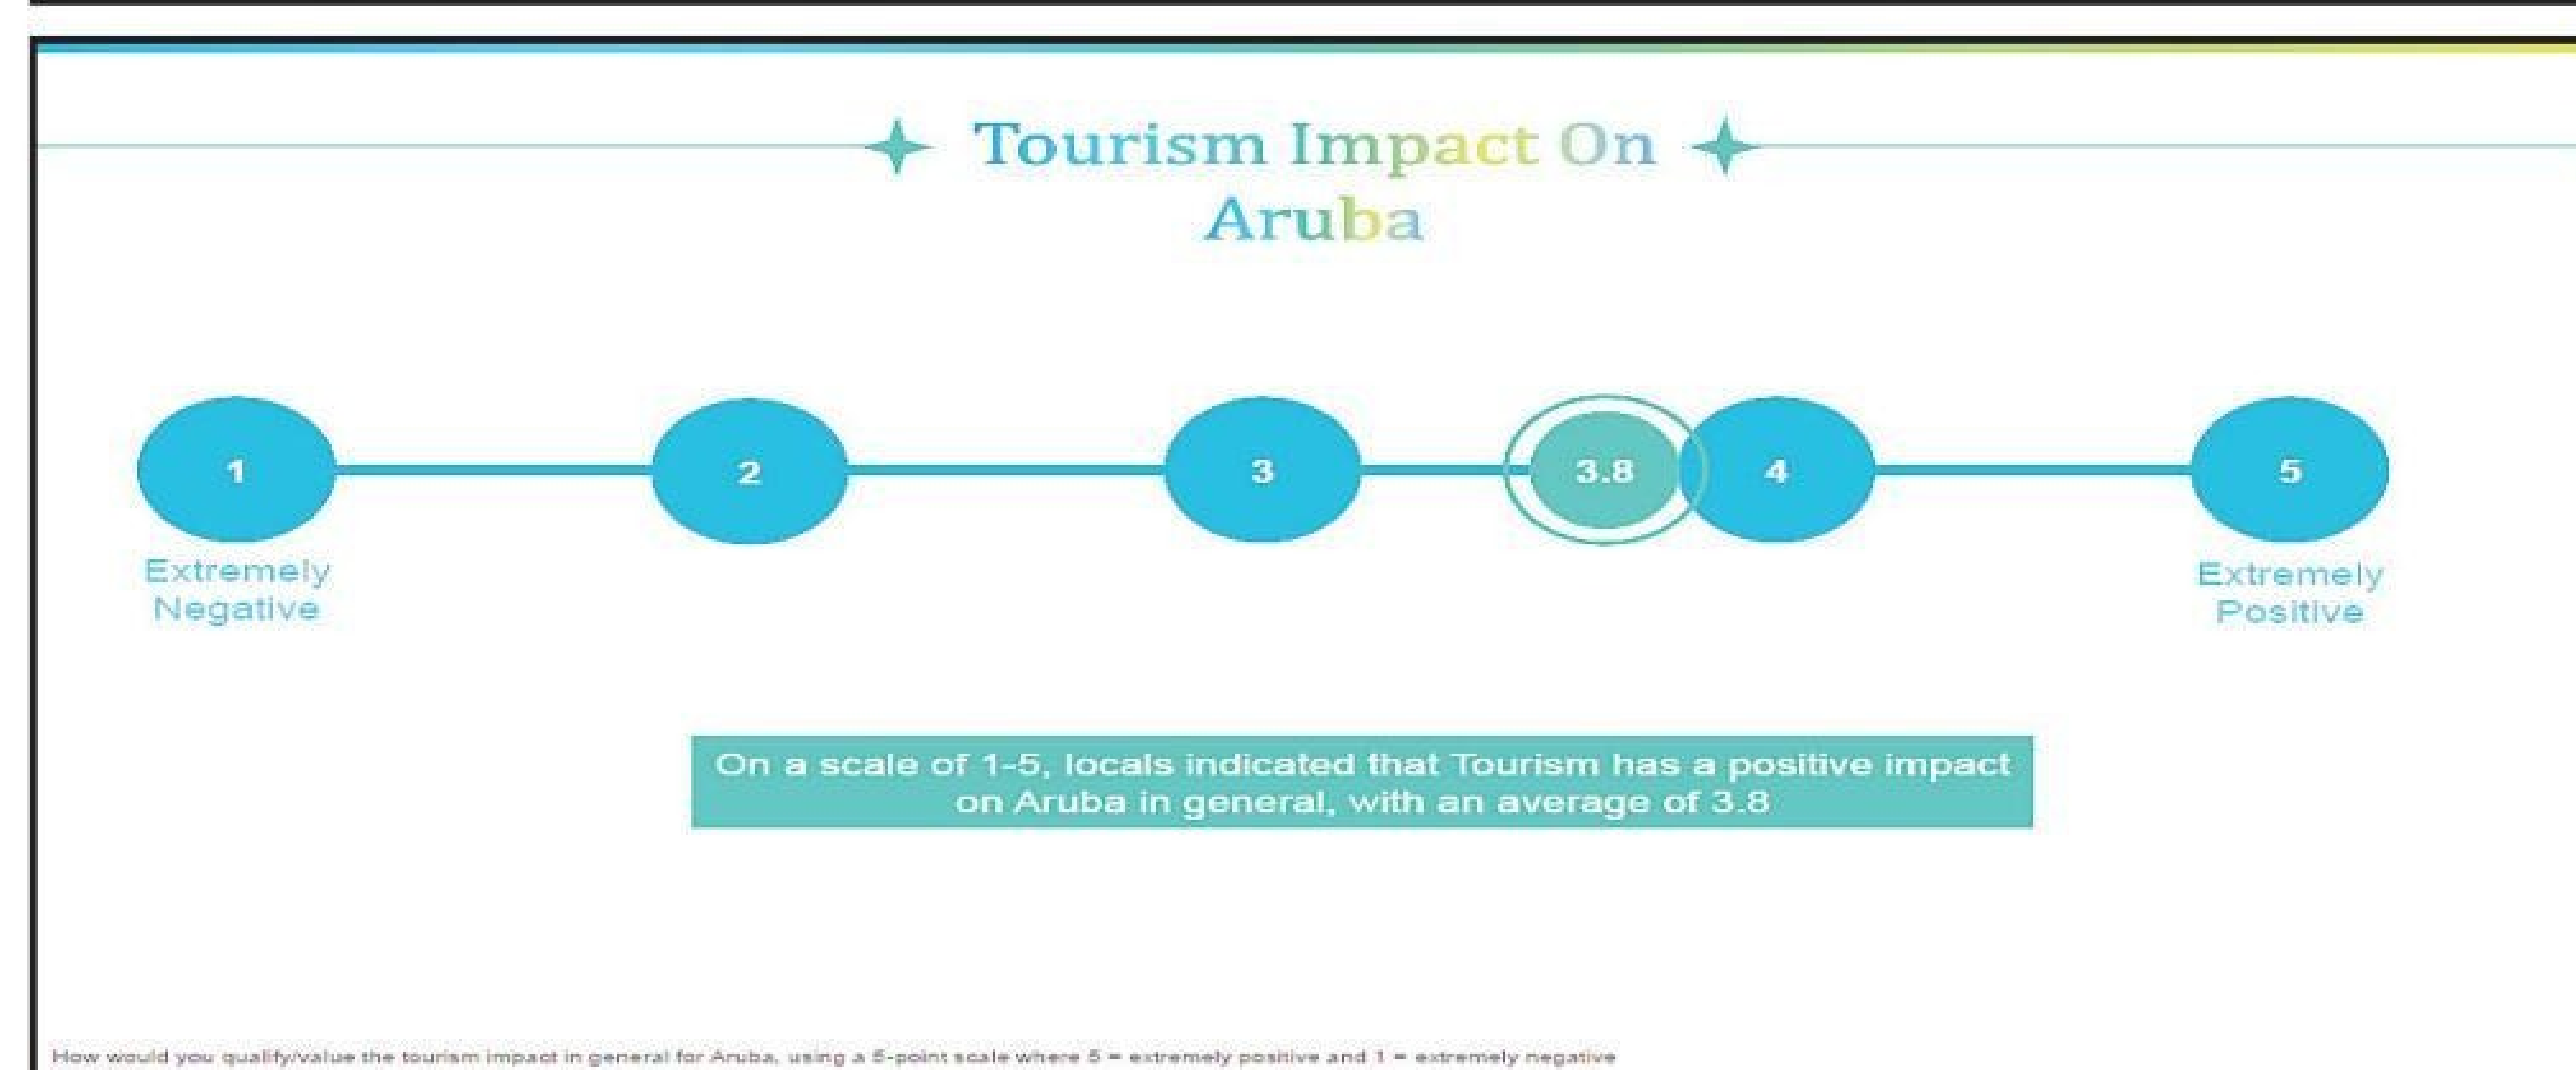 Tourism Impact On
Aruba
1 2 3 3.8 4 5
Extremely
Negative
Extremely
Positive
On a scale of 1-5, locals indicated that Tourism has a positive impact
on Aruba in general, with an average of 3.8
How would you qualify/value the tourism impact in general for Aruba, using a 5-point scale where 5 = extremely positive and 1 = extremely negative